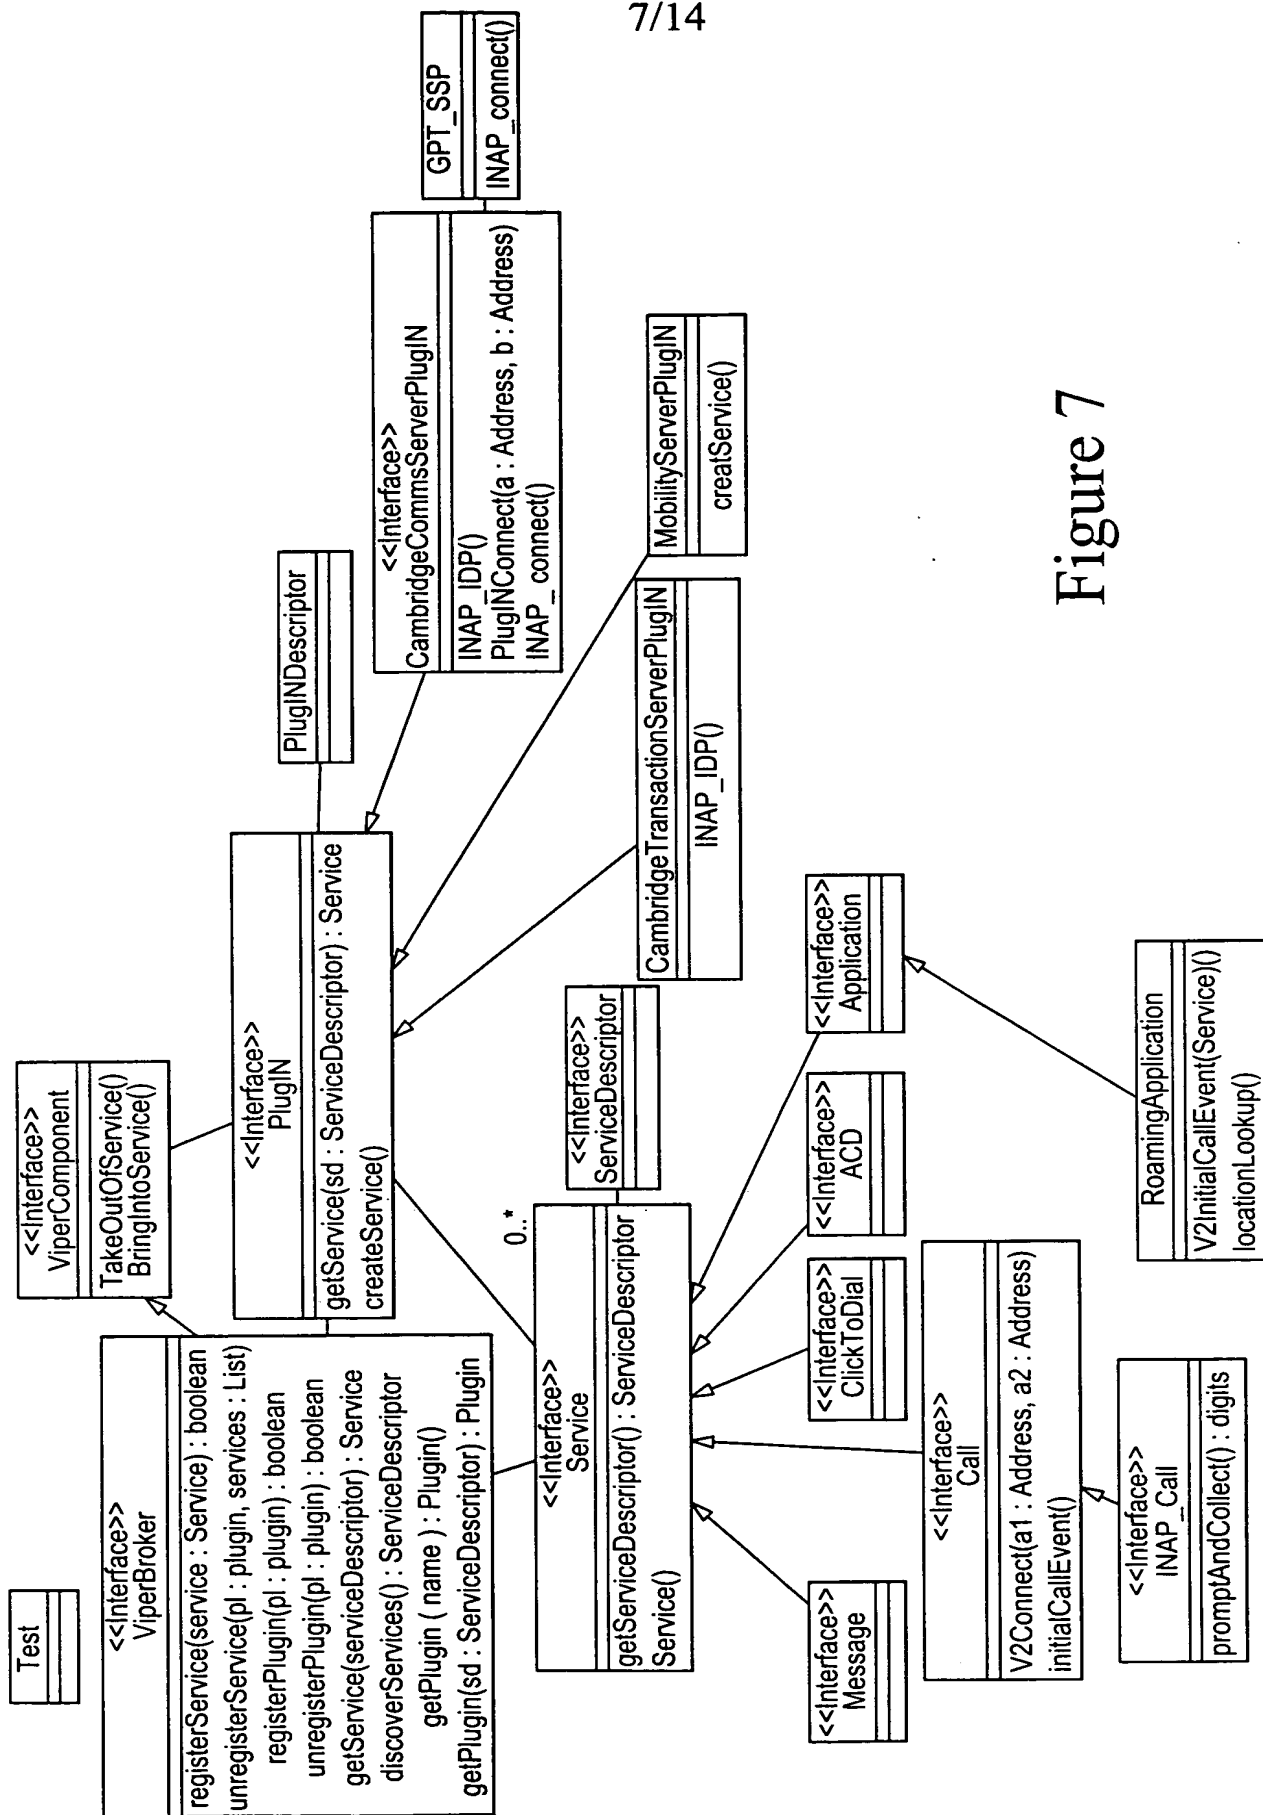 7/14
Test
<<Interface>>
ViperBroker
registerService(service : Service) : boolean
unregisterService(pl : plugin, services : List)
registerPlugin(pl : plugin) : boolean
unregisterPlugin(pl : plugin) : boolean
getService(serviceDescriptor) : Service
discoverServices() : ServiceDescriptor
getPlugin ( name ) : Plugin()
getPlugin(sd : ServiceDescriptor) : Plugin
<<Interface>>
ViperComponent
TakeOutOfService()
BringIntoService()
<<Interface>>
PlugIN
getService(sd : ServiceDescriptor) : Service
createService()
PlugINDescriptor
<<Interface>>
CambridgeCommsServerPlugIN
INAP_IDP()
PlugINConnect(a : Address, b : Address)
INAP_connect()
GPT_SSP
INAP_connect()
<<Interface>>
Service
getServiceDescriptor() : ServiceDescriptor
Service()
0..*
<<Interface>>
ServiceDescriptor
CambridgeTransactionServerPlugIN
INAP_IDP()
MobilityServerPlugIN
creatService()
<<Interface>>
Message
<<Interface>>
Call
V2Connect(a1 : Address, a2 : Address)
initialCallEvent()
<<Interface>>
ClickToDial
<<Interface>>
ACD
<<Interface>>
Application
<<Interface>>
INAP_Call
promptAndCollect() : digits
RoamingApplication
V2InitialCallEvent(Service)()
locationLookup()
Figure 7